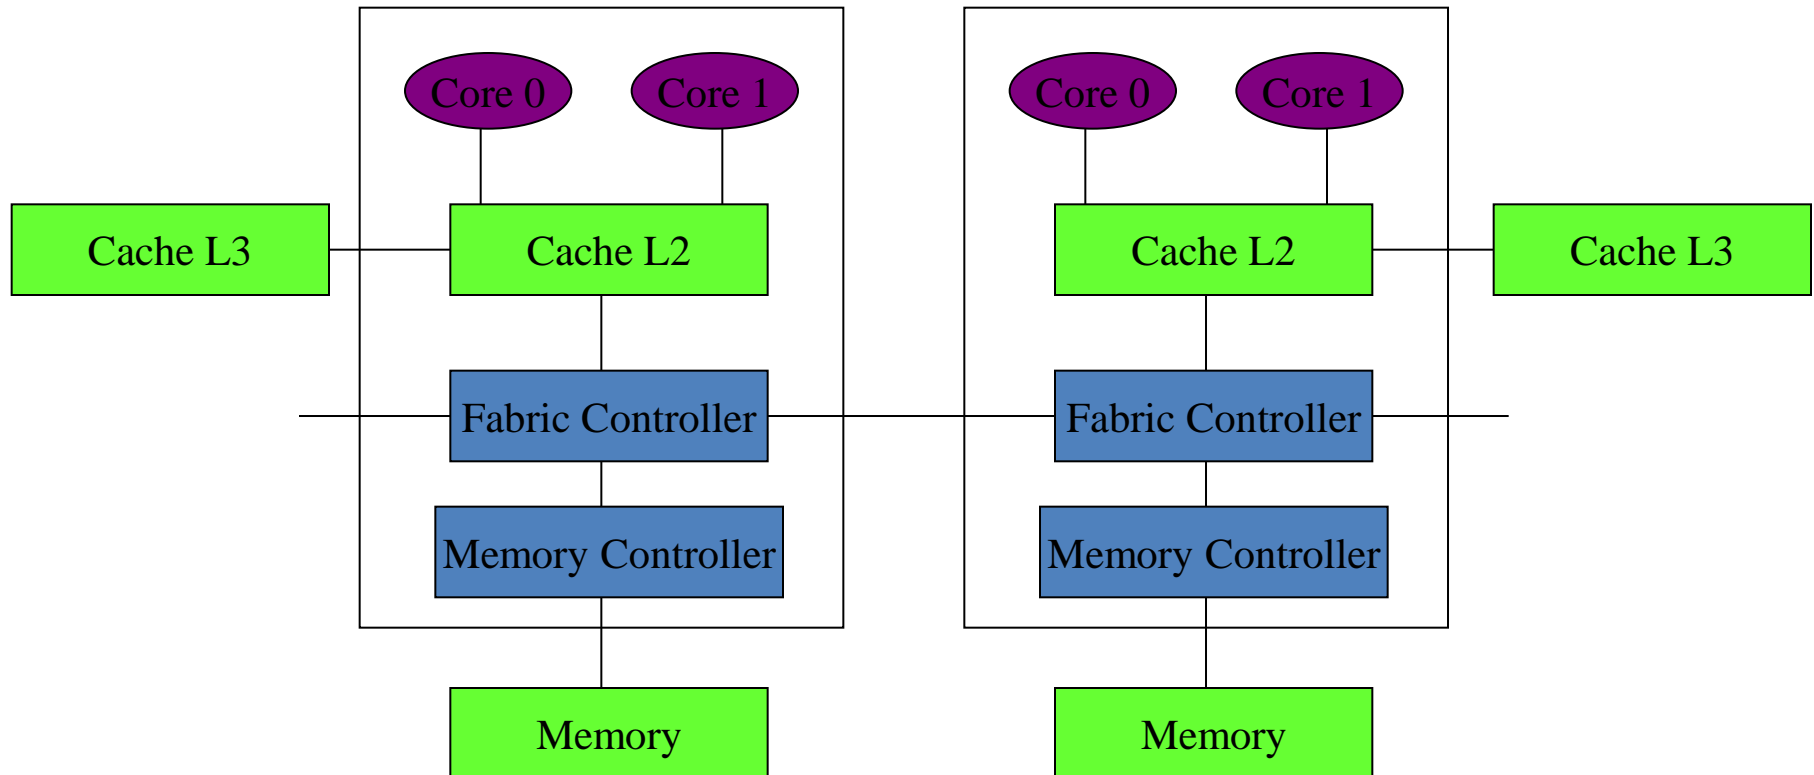 Core 0
Core 1
Core 0
Core 1
Cache L3
Cache L2
Cache L2
Cache L3
Fabric Controller
Fabric Controller
Memory Controller
Memory Controller
Memory
Memory